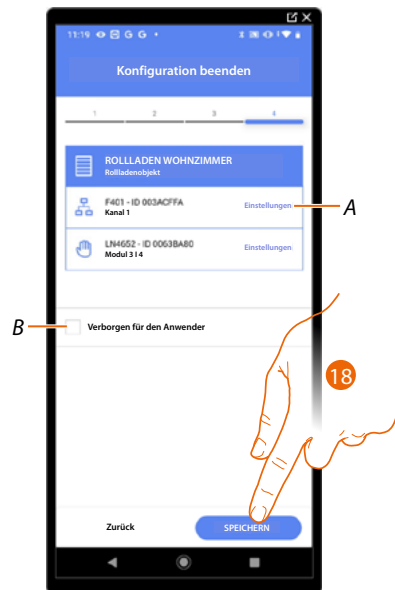 11:19 G G
Konfiguration beenden
1 2 3 4
ROLLLADEN WOHNZIMMER
Rollladenobjekt
F401 - ID 003ACFFA
Kanal 1
Einstellungen
A
LN4652 - ID 0063BA80
Modul 3 I 4
Einstellungen
B
Verborgen für den Anwender
18
Zurück
SPEICHERN